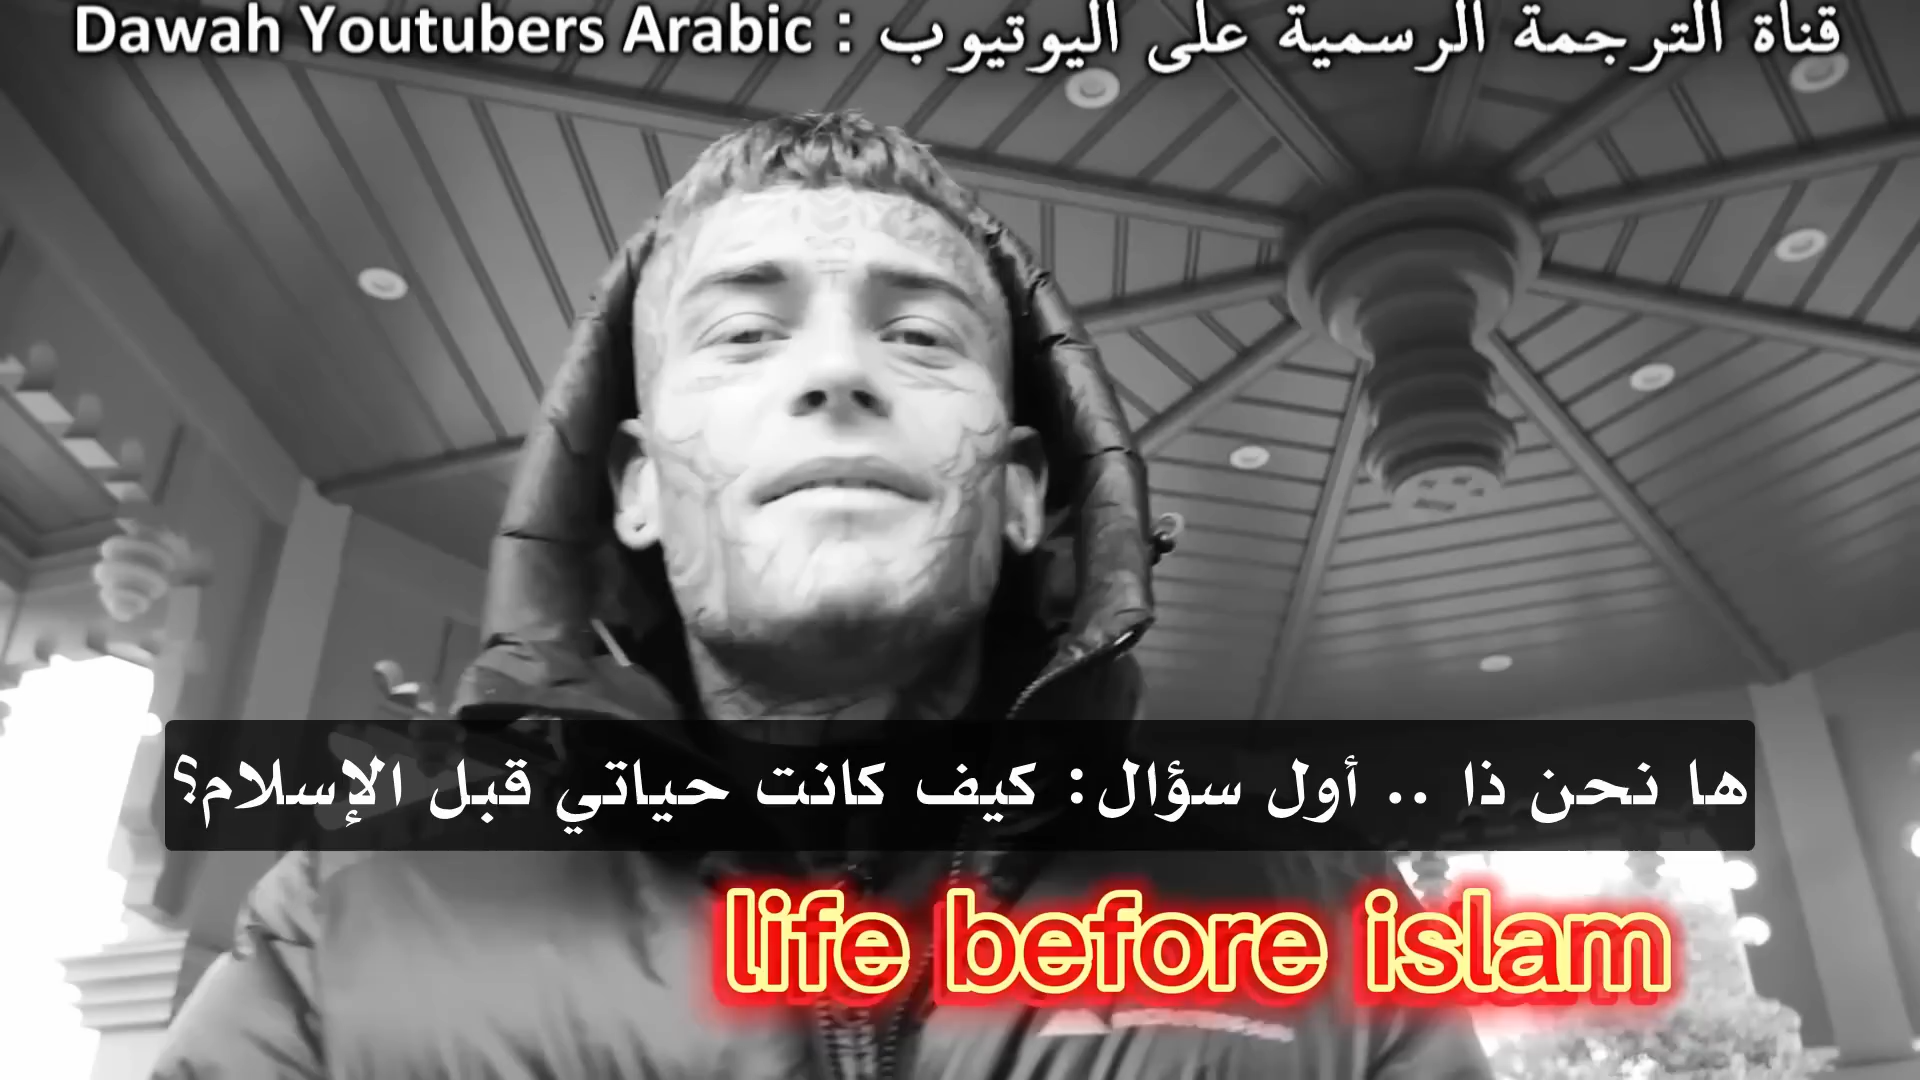 قناة الترجمة الرسمية على اليوتيوب : Dawah Youtubers Arabic
ها نحن ذا .. أول سؤال: كيف كانت حياتي قبل الإسلام؟
life before islam